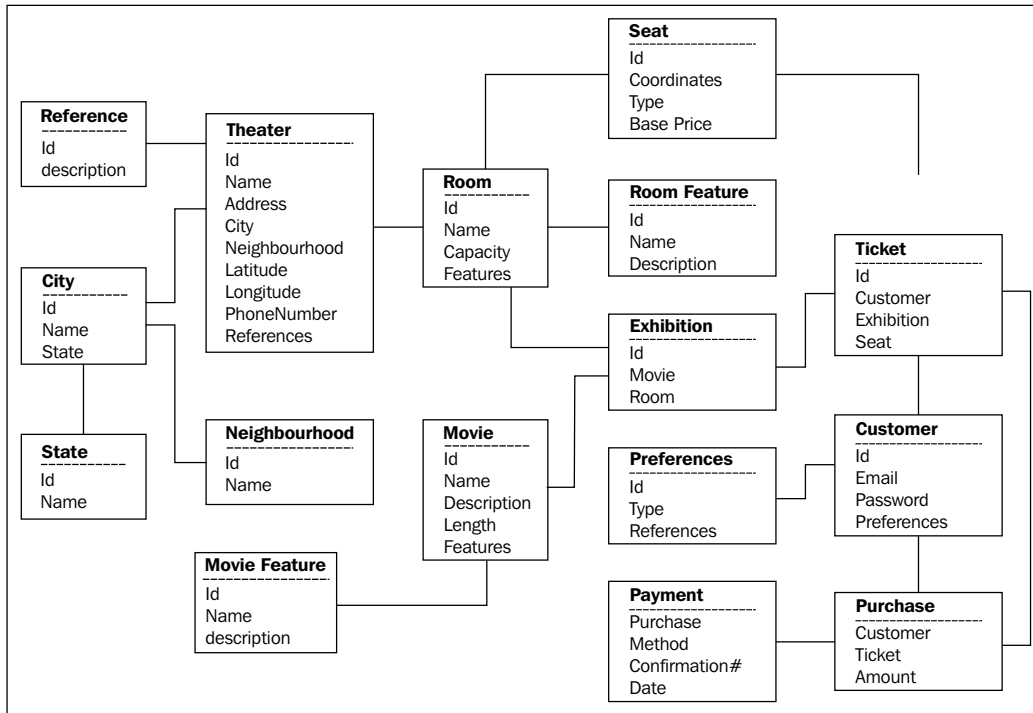 Seat
Id
Coordinates
Type
Base Price
Reference
Id
description
Theater
Id
Name
Address
City
Neighbourhood
Latitude
Longitude
PhoneNumber
References
Room
Id
Name
Capacity
Features
Room Feature
Id
Name
Description
Ticket
Id
Customer
Exhibition
Seat
City
Id
Name
State
Exhibition
Id
Movie
Room
State
Id
Name
Neighbourhood
Id
Name
Movie
Id
Name
Description
Length
Features
Preferences
Id
Type
References
Customer
Id
Email
Password
Preferences
Movie Feature
Id
Name
description
Payment
Purchase
Method
Confirmation#
Date
Purchase
Customer
Ticket
Amount